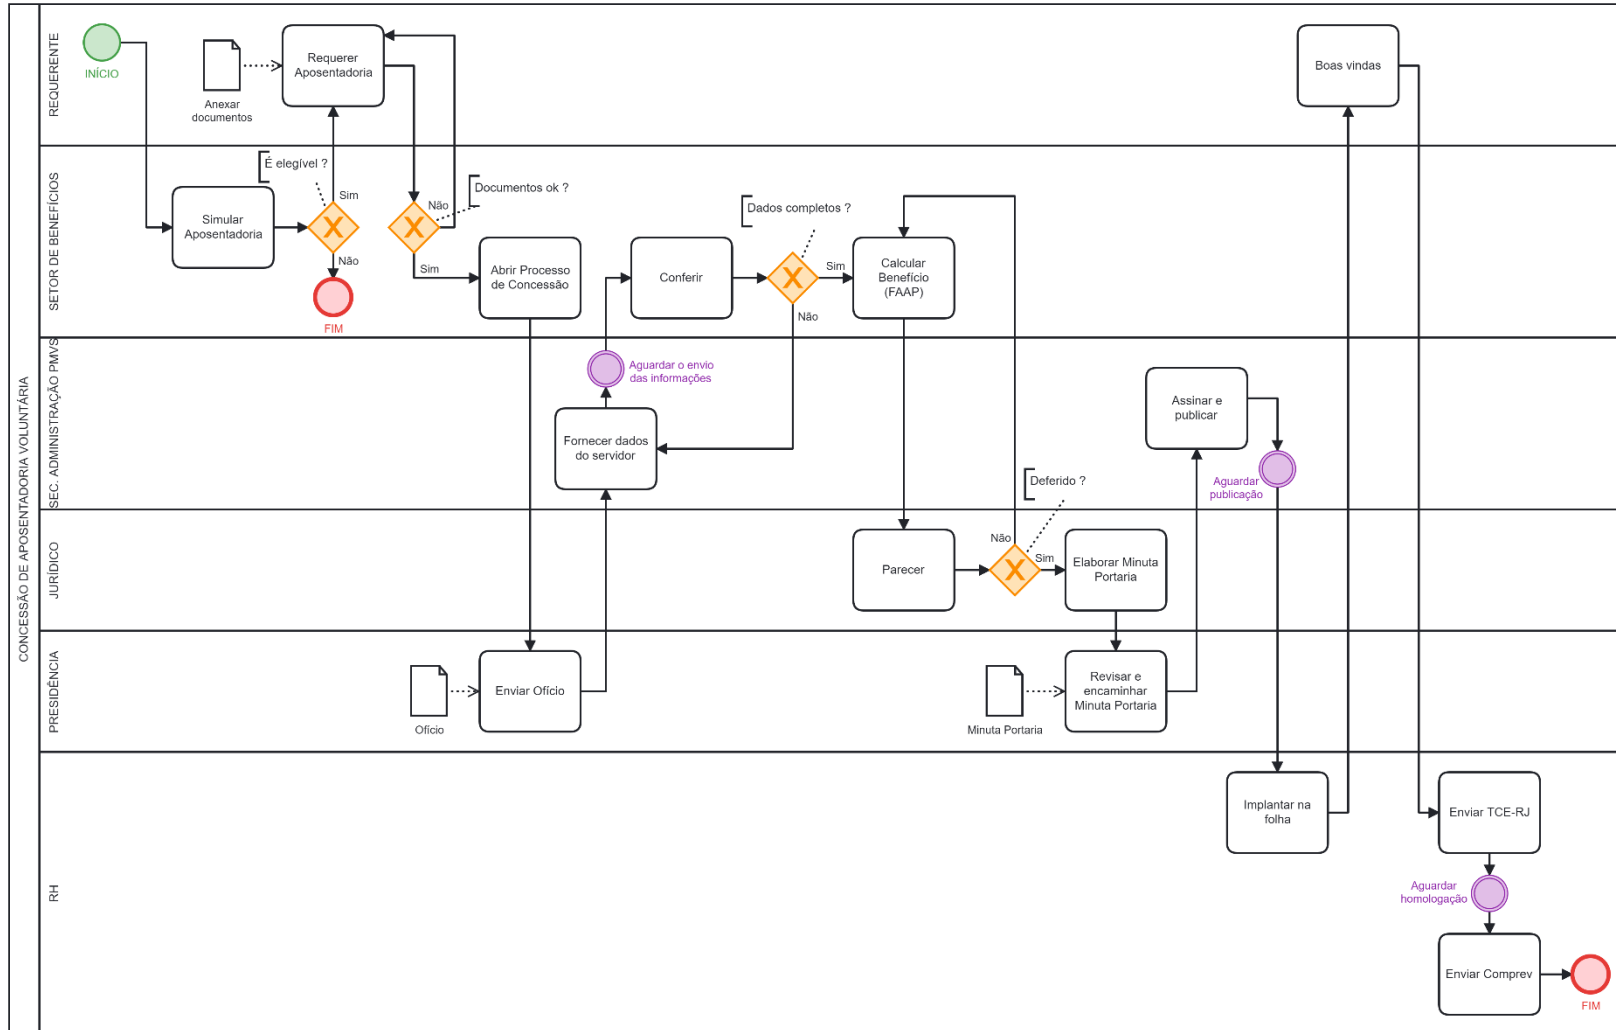 CONCESSÃO DE APOSENTADORIA VOLUNTÁRIA
REQUERENTE
INÍCIO
Anexar
documentos
Requerer
Aposentadoria
Boas vindas
SETOR DE BENEFÍCIOS
Simular
Aposentadoria
É elegível ?
Sim
Não
FIM
Documentos ok ?
Não
Sim
Abrir Processo
de Concessão
Conferir
Dados completos ?
Sim
Não
Calcular
Benefício
(FAAP)
SEC. ADMINISTRAÇÃO PMVS
Aguardar o envio
das informações
Fornecer dados
do servidor
Assinar e
publicar
Aguardar
publicação
JURÍDICO
Parecer
Deferido ?
Não
Sim
Elaborar Minuta
Portaria
PRESIDÊNCIA
Ofício
Enviar Ofício
Minuta Portaria
Revisar e
encaminhar
Minuta Portaria
RH
Implantar na
folha
Enviar TCE-RJ
Aguardar
homologação
Enviar Comprev
FIM